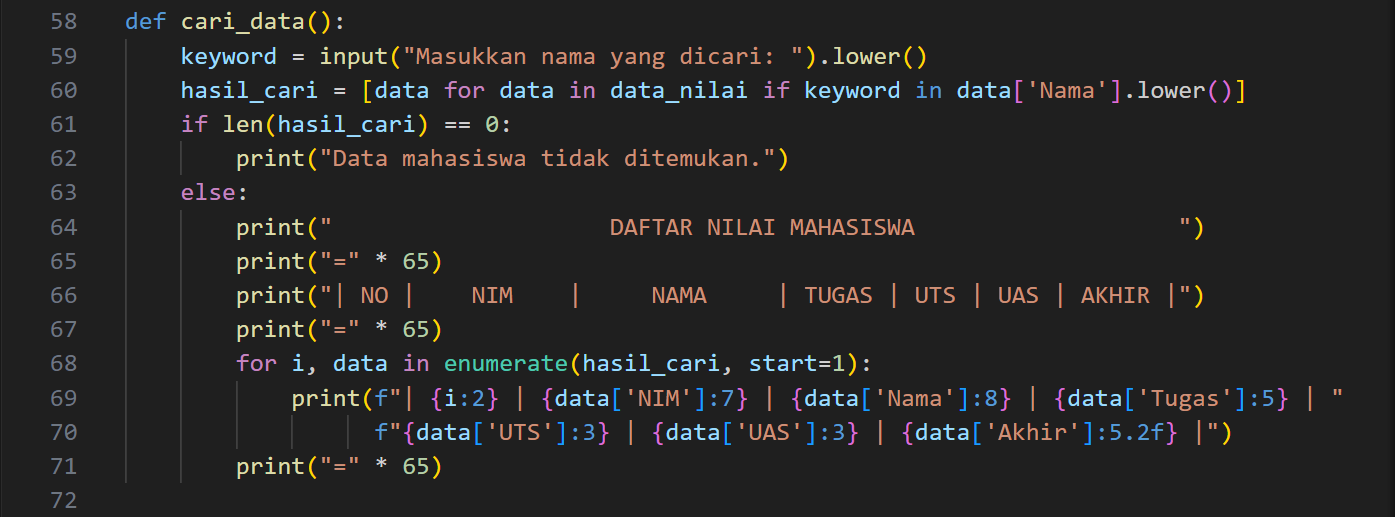 58 def cari_data():
59     keyword = input("Masukkan nama yang dicari: ").lower()
60     hasil_cari = [data for data in data_nilai if keyword in data['Nama'].lower()]
61     if len(hasil_cari) == 0:
62         print("Data mahasiswa tidak ditemukan.")
63     else:
64         print("                    DAFTAR NILAI MAHASISWA                   ")
65         print("=" * 65)
66         print("| NO |    NIM    |     NAMA     | TUGAS | UTS | UAS | AKHIR |")
67         print("=" * 65)
68         for i, data in enumerate(hasil_cari, start=1):
69             print(f"| {i:2} | {data['NIM']:7} | {data['Nama']:8} | {data['Tugas']:5} | "
70                   f"{data['UTS']:3} | {data['UAS']:3} | {data['Akhir']:5.2f} |")
71         print("=" * 65)
72